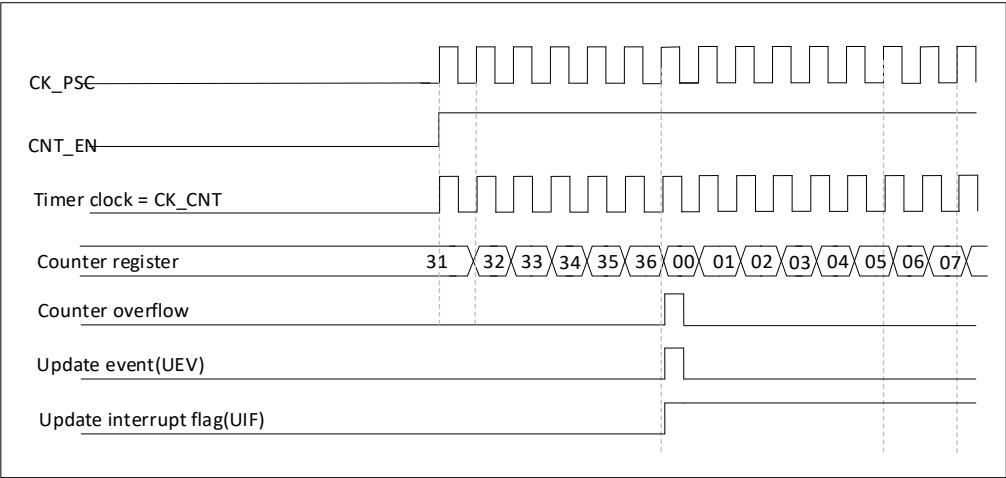 CK_PSC
CNT_EN
Timer clock = CK_CNT
Counter register 31 32 33 34 35 36 00 01 02 03 04 05 06 07
Counter overflow
Update event(UEV)
Update interrupt flag(UIF)